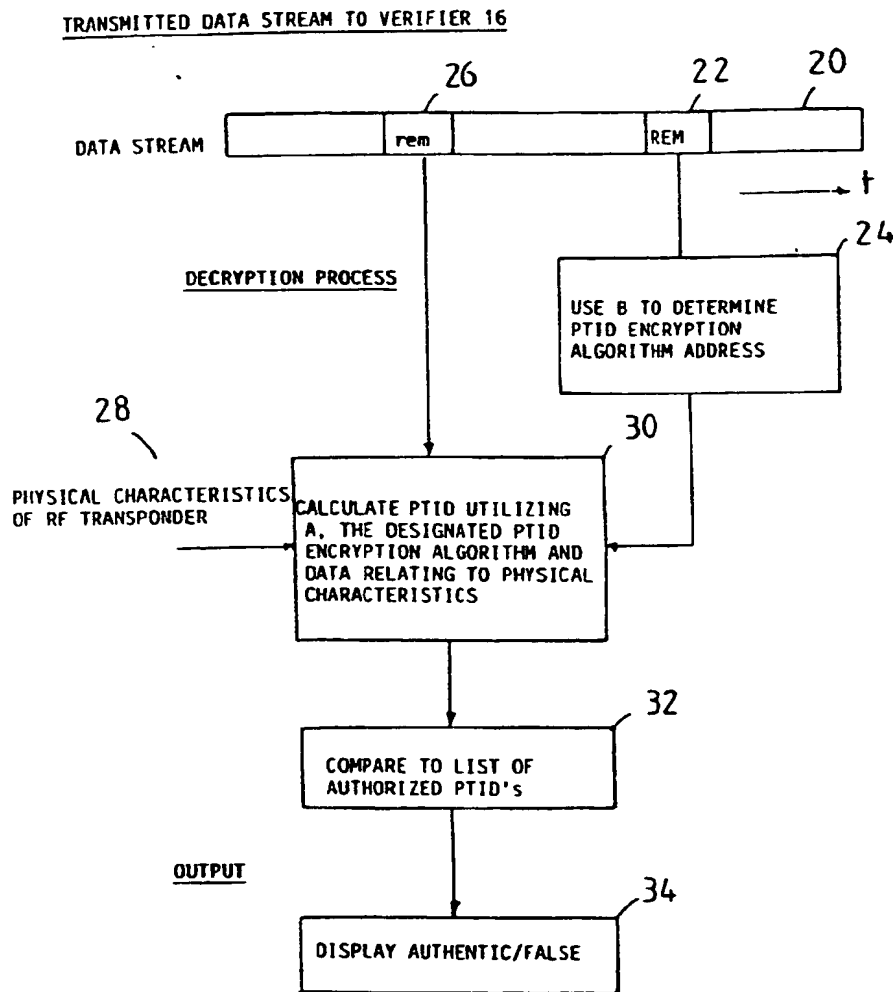 TRANSMITTED DATA STREAM TO VERIFIER 16
26
22
20
DATA STREAM
rem
REM
t
24
DECRYPTION PROCESS
USE B TO DETERMINE
PTID ENCRYPTION
ALGORITHM ADDRESS
28
30
PHYSICAL CHARACTERISTICS
OF RF TRANSPONDER
CALCULATE PTID UTILIZING
A, THE DESIGNATED PTID
ENCRYPTION ALGORITHM AND
DATA RELATING TO PHYSICAL
CHARACTERISTICS
32
COMPARE TO LIST OF
AUTHORIZED PTID's
OUTPUT
34
DISPLAY AUTHENTIC/FALSE